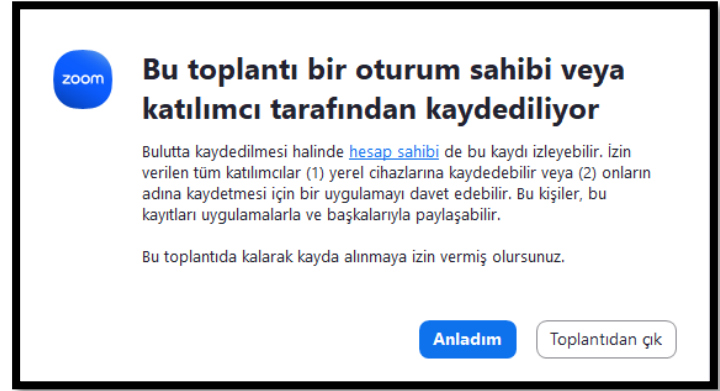 zoom
Bu toplantı bir oturum sahibi veya
katılımcı tarafından kaydediliyor
Bulutta kaydedilmesi halinde hesap sahibi de bu kaydı izleyebilir. İzin
verilen tüm katılımcılar (1) yerel cihazlarına kaydedebilir veya (2) onların
adına kaydetmesi için bir uygulamayı davet edebilir. Bu kişiler, bu
kayıtları uygulamalarla ve başkalarıyla paylaşabilir.
Bu toplantıda kalarak kayda alınmaya izin vermiş olursunuz.
Anladım
Toplantıdan çık